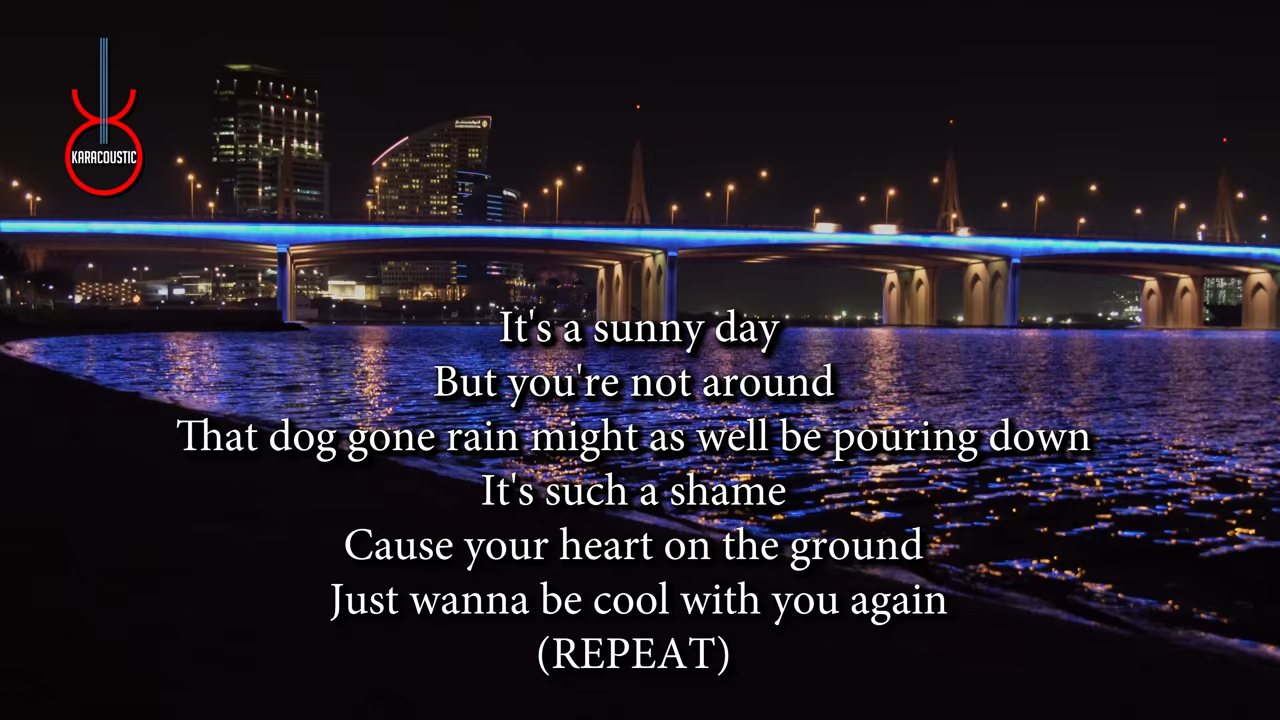 KARACOUSTIC
It's a sunny day
But you're not around
That dog gone rain might as well be pouring down
It's such a shame
Cause your heart on the ground
Just wanna be cool with you again
(REPEAT)